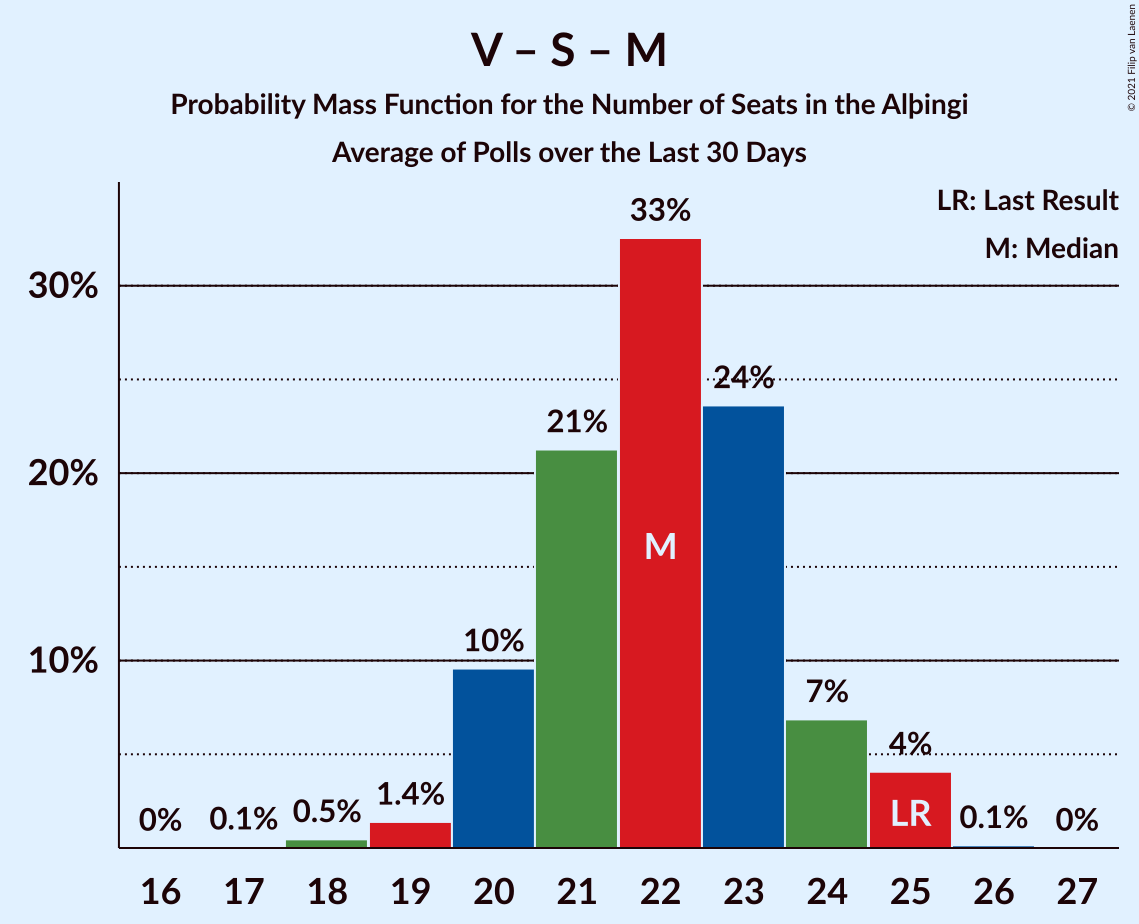 V – S – M
Probability Mass Function for the Number of Seats in the Alþingi
Average of Polls over the Last 30 Days
© 2021 Filip van Laenen
LR: Last Result
M: Median
30%
20%
10%
0%
0.1%
0.5%
1.4%
10%
21%
33%
24%
7%
4%
0.1%
0%
M
LR
16 17 18 19 20 21 22 23 24 25 26 27